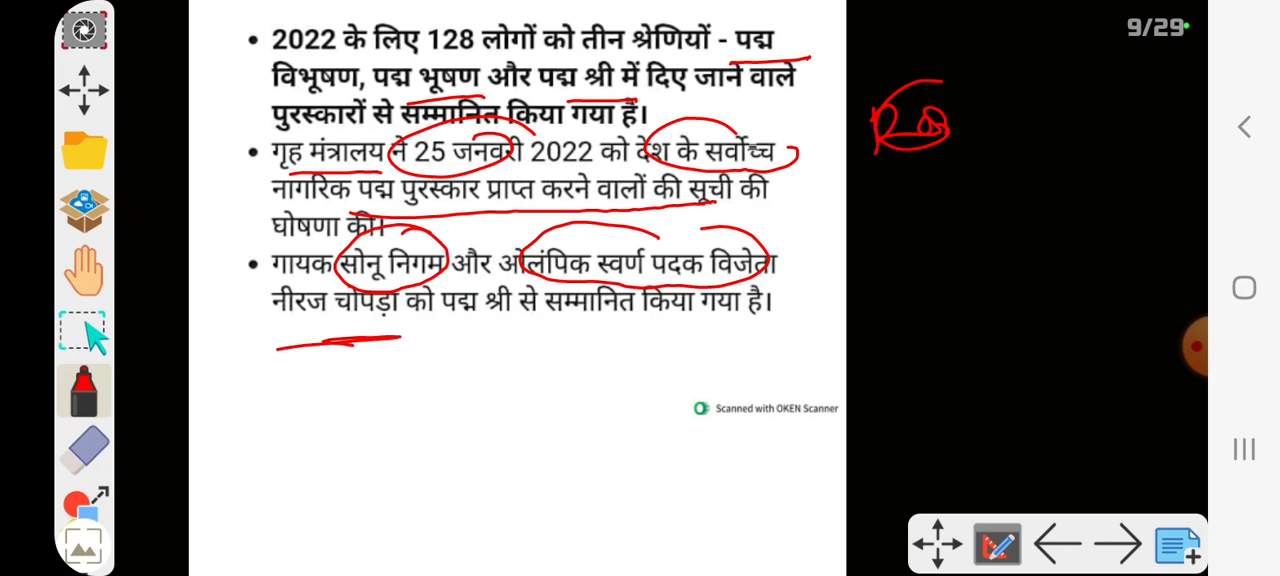 9/29
• 2022 के लिए 128 लोगों को तीन श्रेणियों - पद्म
विभूषण, पद्म भूषण और पद्म श्री में दिए जाने वाले
पुरस्कारों से सम्मानित किया गया है।
• गृह मंत्रालय ने 25 जनवरी 2022 को देश के सर्वोच्च
नागरिक पद्म पुरस्कार प्राप्त करने वालों की सूची की
घोषणा की।
• गायक सोनू निगम और ओलंपिक स्वर्ण पदक विजेता
नीरज चोपड़ा को पद्म श्री से सम्मानित किया गया है।
Scanned with OKEN Scanner